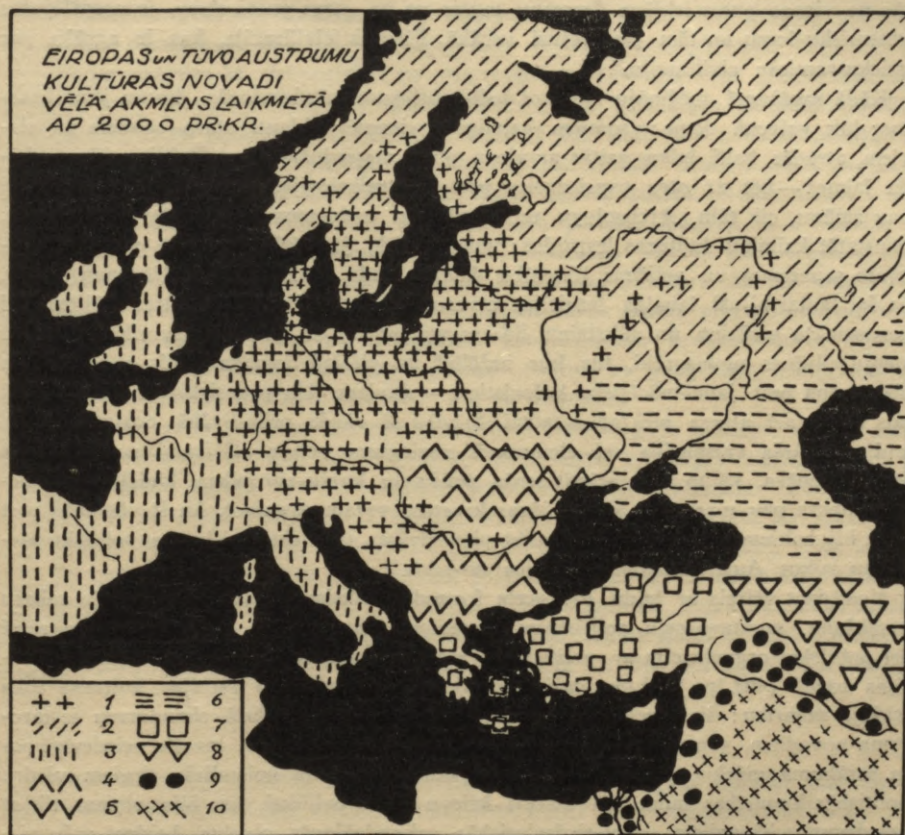 EIROPAS un TŪVO AUSTRUMU
KULTŪRAS NOVADI
VĒLĀ AKMENS LAIKMETĀ
AP 2000 PR.KR.
1 6
2 7
3 8
4 9
5 10